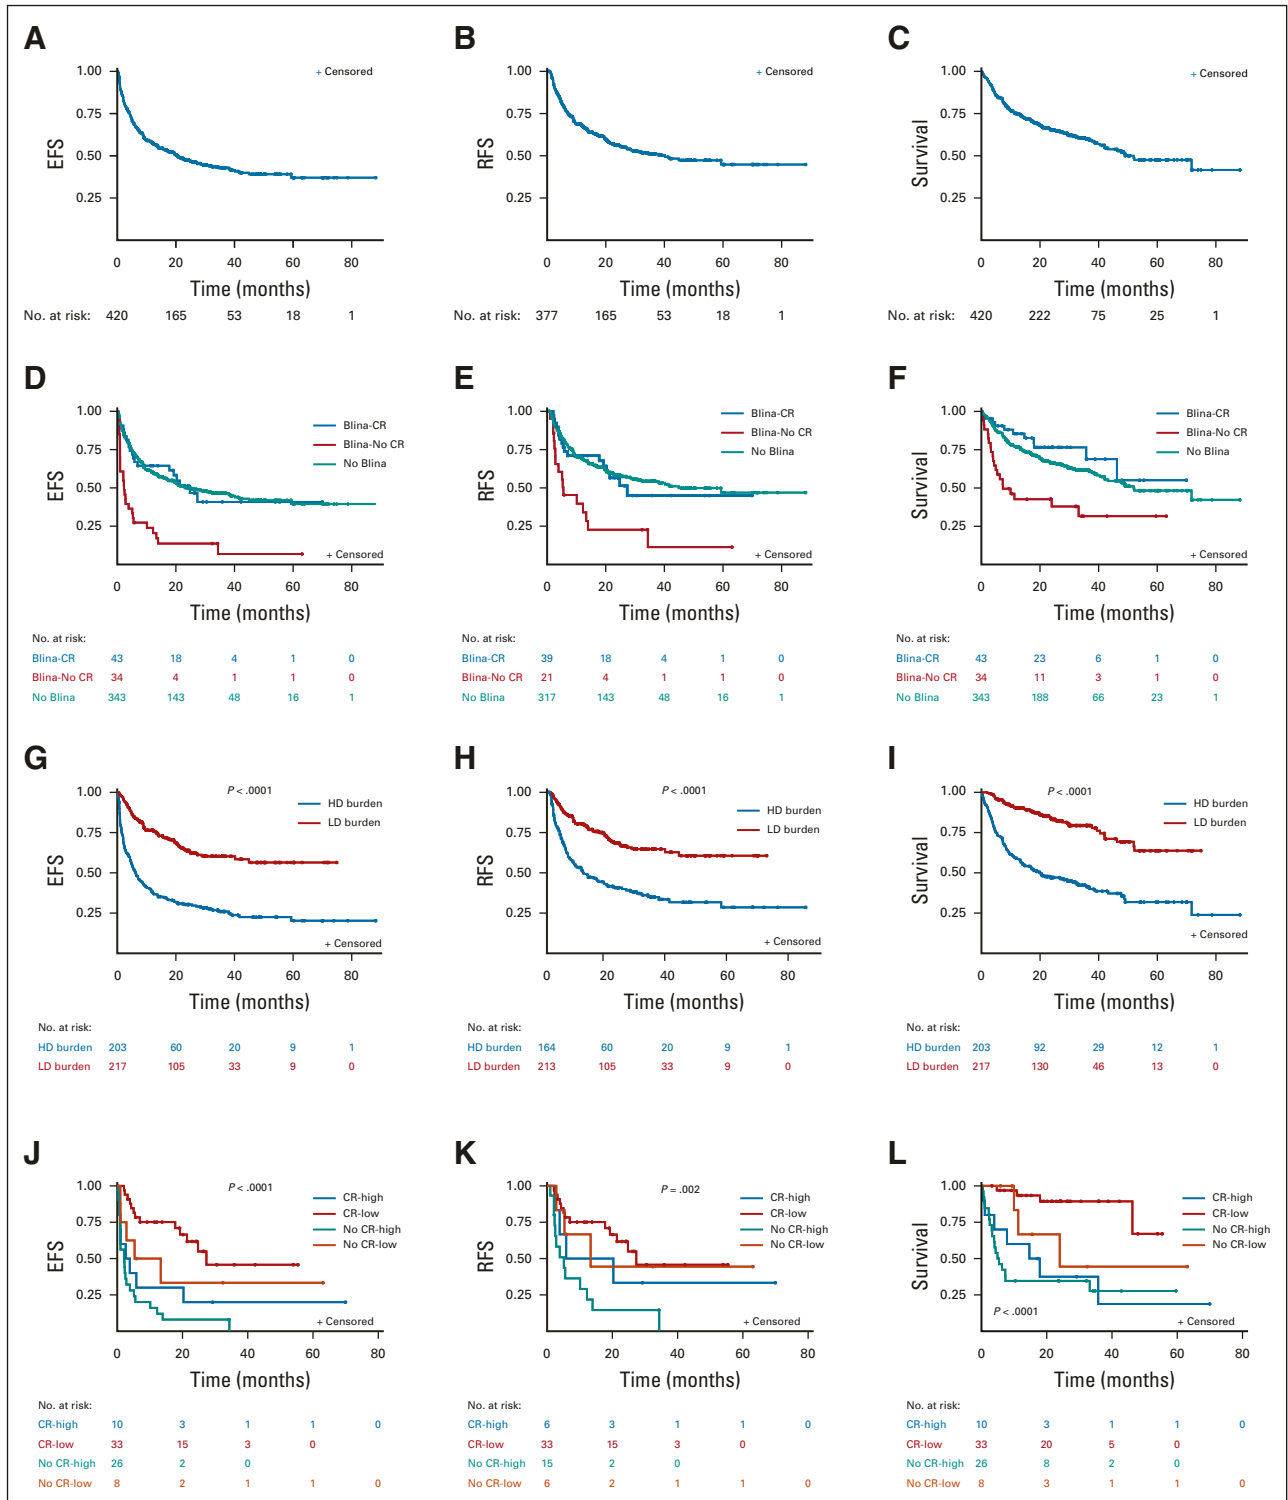 A
1.00
0.75
0.50
0.25
EFS
+ Censored
0 20 40 60 80
Time (months)
No. at risk: 420 165 53 18 1
B
1.00
0.75
0.50
0.25
RFS
+ Censored
0 20 40 60 80
Time (months)
No. at risk: 377 165 53 18 1
C
1.00
0.75
0.50
0.25
Survival
+ Censored
0 20 40 60 80
Time (months)
No. at risk: 420 222 75 25 1
D
1.00
0.75
0.50
0.25
EFS
Blina-CR
Blina-No CR
No Blina
+ Censored
0 20 40 60 80
Time (months)
No. at risk:
Blina-CR 43 18 4 1 0
Blina-No CR 34 4 1 1 0
No Blina 343 143 48 16 1
E
1.00
0.75
0.50
0.25
RFS
Blina-CR
Blina-No CR
No Blina
+ Censored
0 20 40 60 80
Time (months)
No. at risk:
Blina-CR 39 18 4 1 0
Blina-No CR 21 4 1 1 0
No Blina 317 143 48 16 1
F
1.00
0.75
0.50
0.25
Survival
Blina-CR
Blina-No CR
No Blina
+ Censored
0 20 40 60 80
Time (months)
No. at risk:
Blina-CR 43 23 6 1 0
Blina-No CR 34 11 3 1 0
No Blina 343 188 66 23 1
G
1.00
0.75
0.50
0.25
EFS
P < .0001
HD burden
LD burden
+ Censored
0 20 40 60 80
Time (months)
No. at risk:
HD burden 203 60 20 9 1
LD burden 217 105 33 9 0
H
1.00
0.75
0.50
0.25
RFS
P < .0001
HD burden
LD burden
+ Censored
0 20 40 60 80
Time (months)
No. at risk:
HD burden 164 60 20 9 1
LD burden 213 105 33 9 0
I
1.00
0.75
0.50
0.25
Survival
P < .0001
HD burden
LD burden
+ Censored
0 20 40 60 80
Time (months)
No. at risk:
HD burden 203 92 29 12 1
LD burden 217 130 46 13 0
J
1.00
0.75
0.50
0.25
EFS
P < .0001
CR-high
CR-low
No CR-high
No CR-low
+ Censored
0 20 40 60 80
Time (months)
No. at risk:
CR-high 10 3 1 1 0
CR-low 33 15 3 0
No CR-high 26 2 0
No CR-low 8 2 1 1 0
K
1.00
0.75
0.50
0.25
RFS
P = .002
CR-high
CR-low
No CR-high
No CR-low
+ Censored
0 20 40 60 80
Time (months)
No. at risk:
CR-high 6 3 1 1 0
CR-low 33 15 3 0
No CR-high 15 2 0
No CR-low 6 2 1 1 0
L
1.00
0.75
0.50
0.25
Survival
CR-high
CR-low
No CR-high
No CR-low
P < .0001
+ Censored
0 20 40 60 80
Time (months)
No. at risk:
CR-high 10 3 1 1 0
CR-low 33 20 5 0
No CR-high 26 8 2 0
No CR-low 8 3 1 1 0